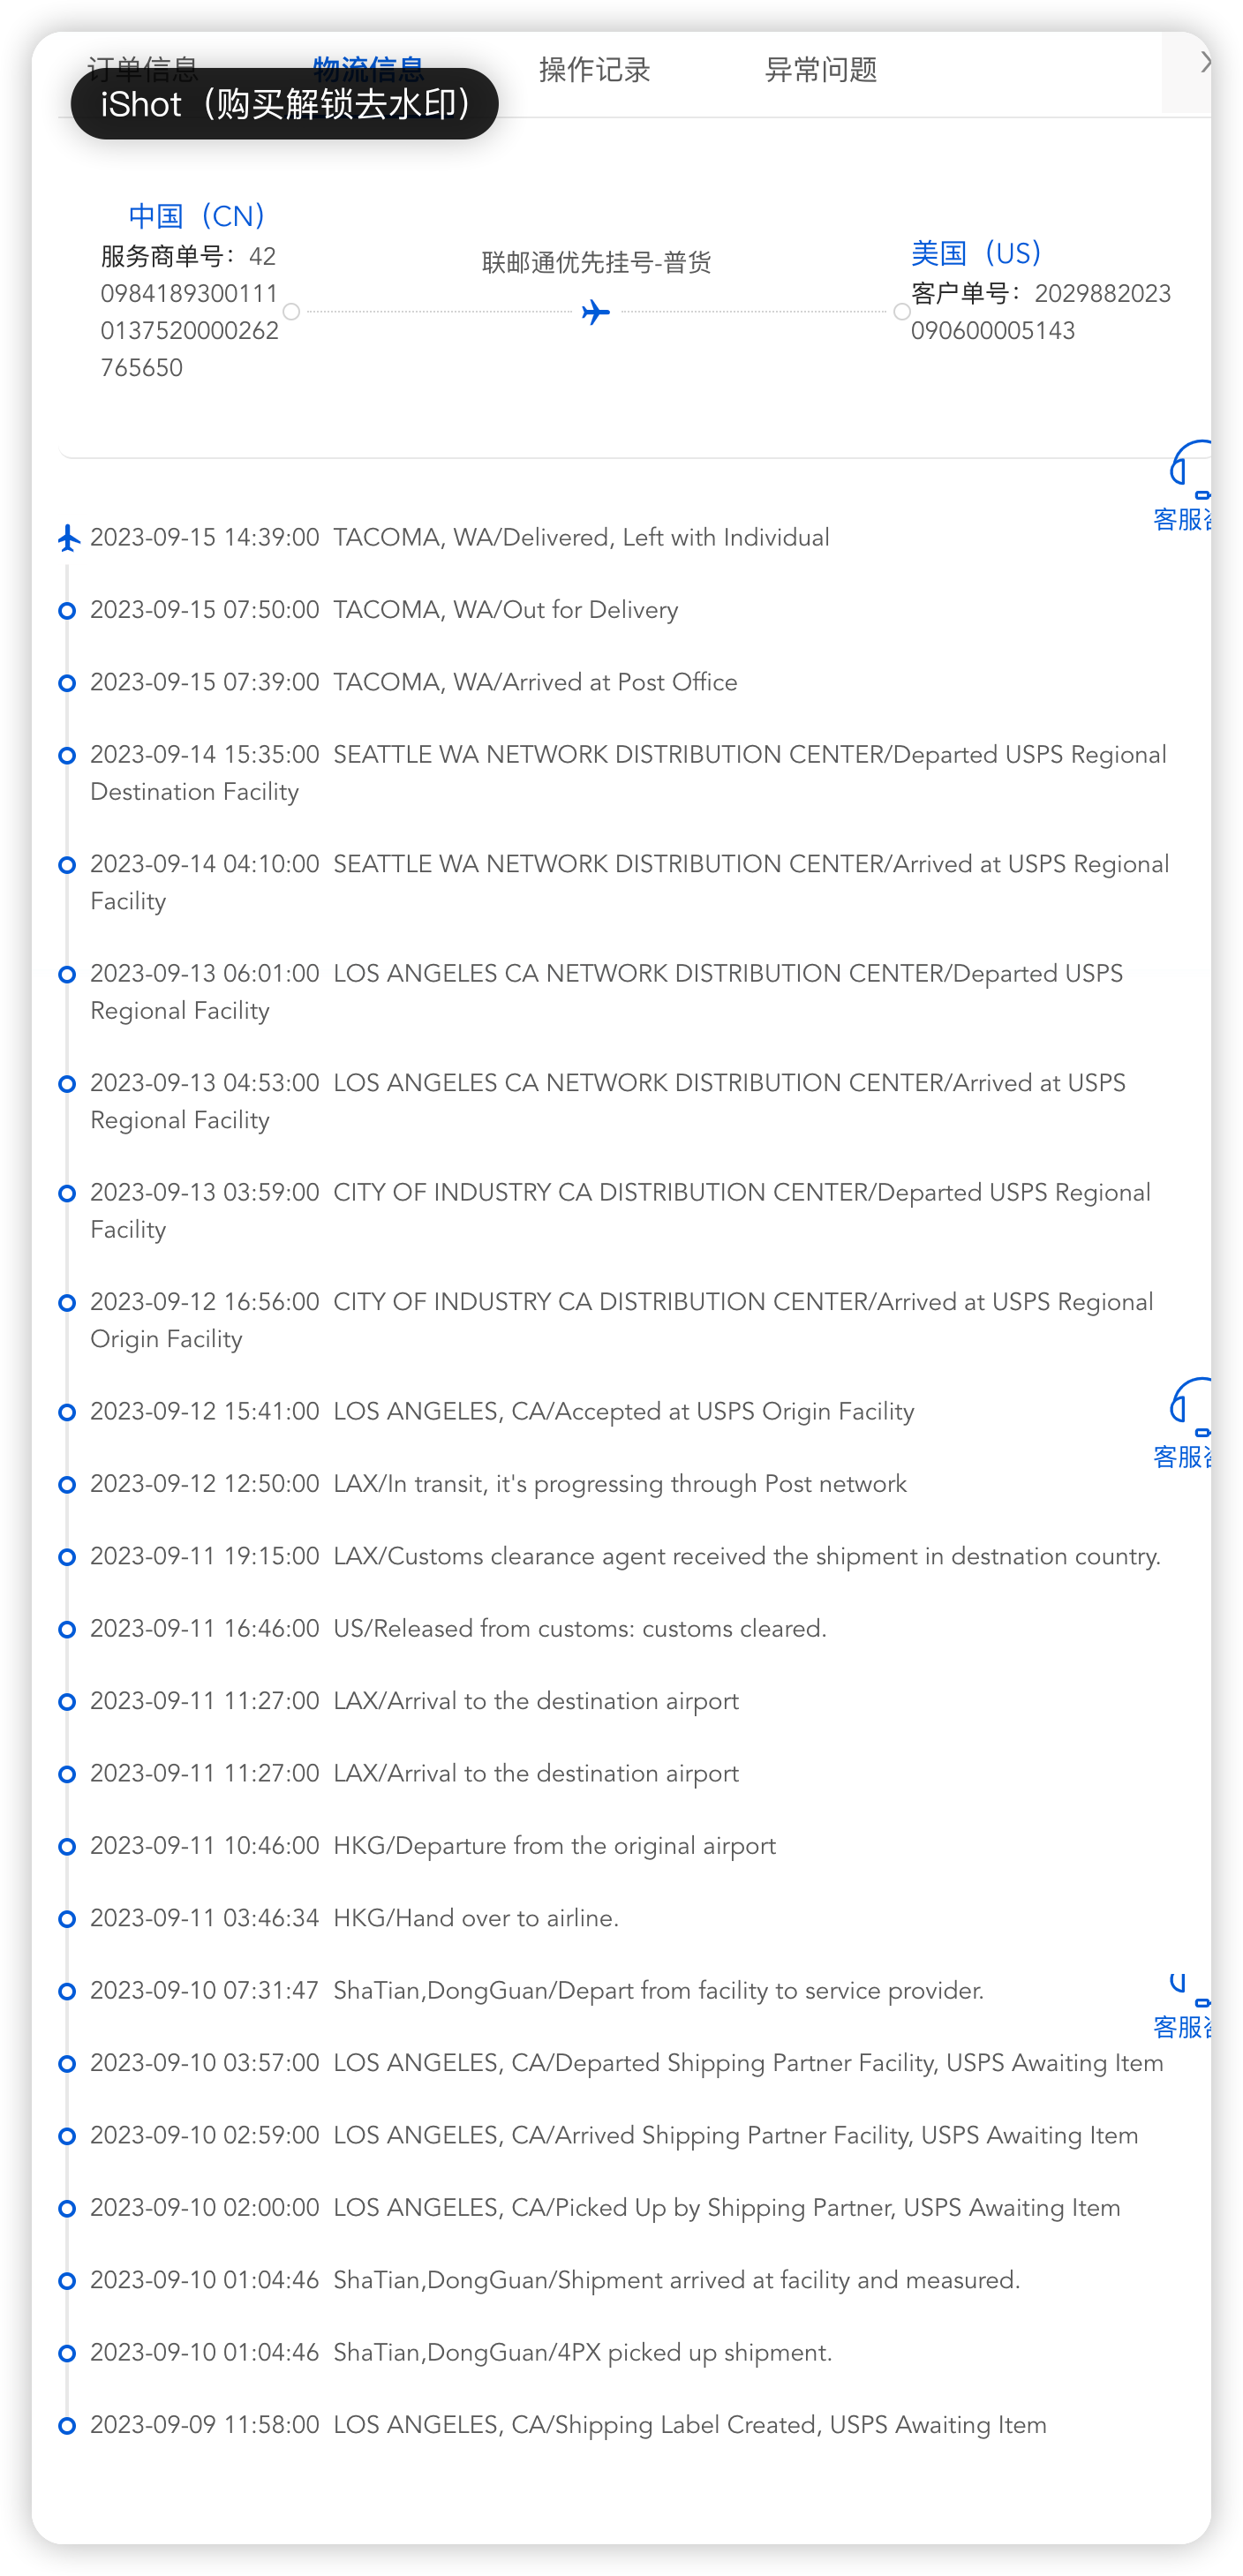 订单信息 物流信息 操作记录 异常问题
iShot（购买解锁去水印）
中国（CN）
服务商单号：42
0984189300111
0137520000262
765650
联邮通优先挂号-普货
美国（US）
客户单号：2029882023
090600005143
客服
2023-09-15 14:39:00 TACOMA, WA/Delivered, Left with Individual
2023-09-15 07:50:00 TACOMA, WA/Out for Delivery
2023-09-15 07:39:00 TACOMA, WA/Arrived at Post Office
2023-09-14 15:35:00 SEATTLE WA NETWORK DISTRIBUTION CENTER/Departed USPS Regional
Destination Facility
2023-09-14 04:10:00 SEATTLE WA NETWORK DISTRIBUTION CENTER/Arrived at USPS Regional
Facility
2023-09-13 06:01:00 LOS ANGELES CA NETWORK DISTRIBUTION CENTER/Departed USPS
Regional Facility
2023-09-13 04:53:00 LOS ANGELES CA NETWORK DISTRIBUTION CENTER/Arrived at USPS
Regional Facility
2023-09-13 03:59:00 CITY OF INDUSTRY CA DISTRIBUTION CENTER/Departed USPS Regional
Facility
2023-09-12 16:56:00 CITY OF INDUSTRY CA DISTRIBUTION CENTER/Arrived at USPS Regional
Origin Facility
2023-09-12 15:41:00 LOS ANGELES, CA/Accepted at USPS Origin Facility
客服
2023-09-12 12:50:00 LAX/In transit, it's progressing through Post network
2023-09-11 19:15:00 LAX/Customs clearance agent received the shipment in destnation country.
2023-09-11 16:46:00 US/Released from customs: customs cleared.
2023-09-11 11:27:00 LAX/Arrival to the destination airport
2023-09-11 11:27:00 LAX/Arrival to the destination airport
2023-09-11 10:46:00 HKG/Departure from the original airport
2023-09-11 03:46:34 HKG/Hand over to airline.
2023-09-10 07:31:47 ShaTian,DongGuan/Depart from facility to service provider.
客服
2023-09-10 03:57:00 LOS ANGELES, CA/Departed Shipping Partner Facility, USPS Awaiting Item
2023-09-10 02:59:00 LOS ANGELES, CA/Arrived Shipping Partner Facility, USPS Awaiting Item
2023-09-10 02:00:00 LOS ANGELES, CA/Picked Up by Shipping Partner, USPS Awaiting Item
2023-09-10 01:04:46 ShaTian,DongGuan/Shipment arrived at facility and measured.
2023-09-10 01:04:46 ShaTian,DongGuan/4PX picked up shipment.
2023-09-09 11:58:00 LOS ANGELES, CA/Shipping Label Created, USPS Awaiting Item